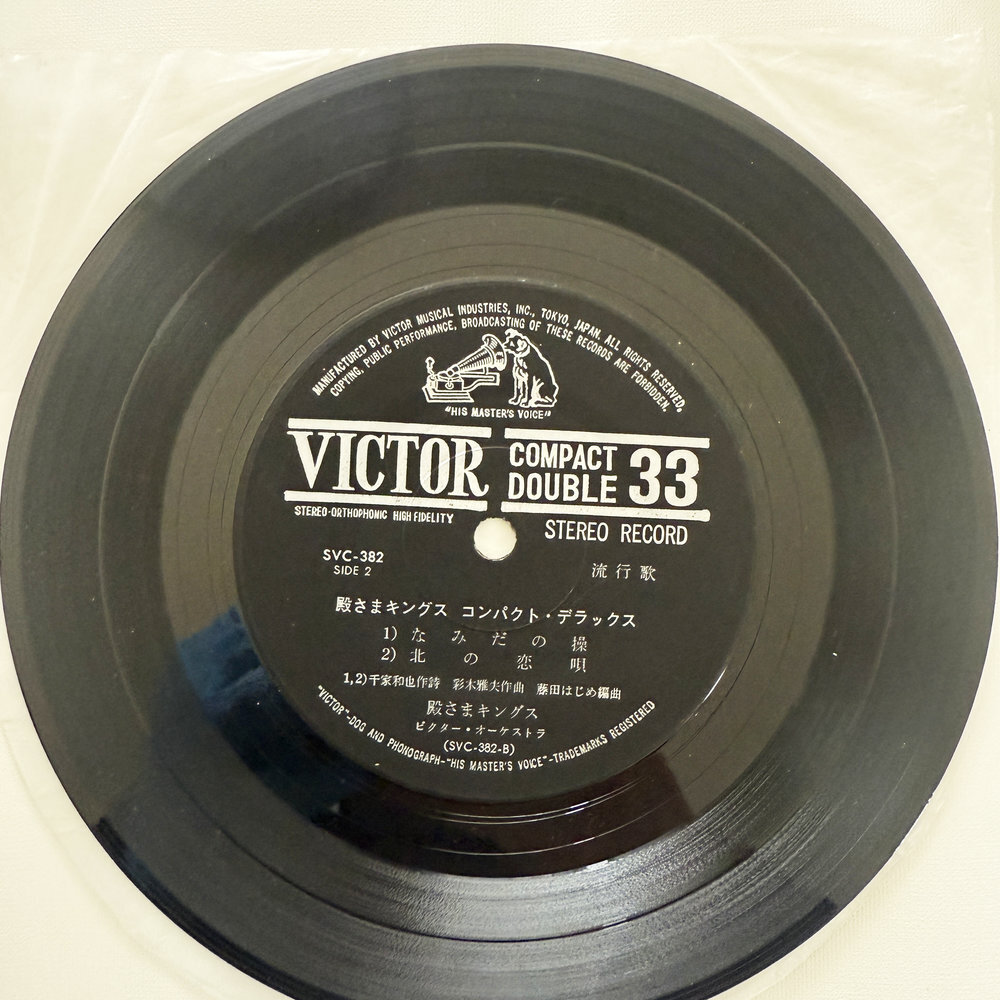 MANUFACTURED BY VICTOR MUSICAL INDUSTRIES, INC., TOKYO, JAPAN. ALL RIGHTS RESERVED.
COPYING, PUBLIC PERFORMANCE, BROADCASTING OF THESE RECORDS ARE FORBIDDEN.
"HIS MASTER'S VOICE"
VICTOR
COMPACT DOUBLE 33
STEREO-ORTHOPHONIC HIGH FIDELITY
STEREO RECORD
SVC-382
SIDE 2
流行歌
殿さまキングス コンパクト・デラックス
1) なみだの操
2) 北の恋唄
1,2)千家和也作詩 彩木雅夫作曲 藤田はじめ編曲
殿さまキングス
ビクター・オーケストラ
(SVC-382-B)
"VICTOR"-DOG AND PHONOGRAPH-"HIS MASTER'S VOICE"-TRADEMARKS REGISTERED